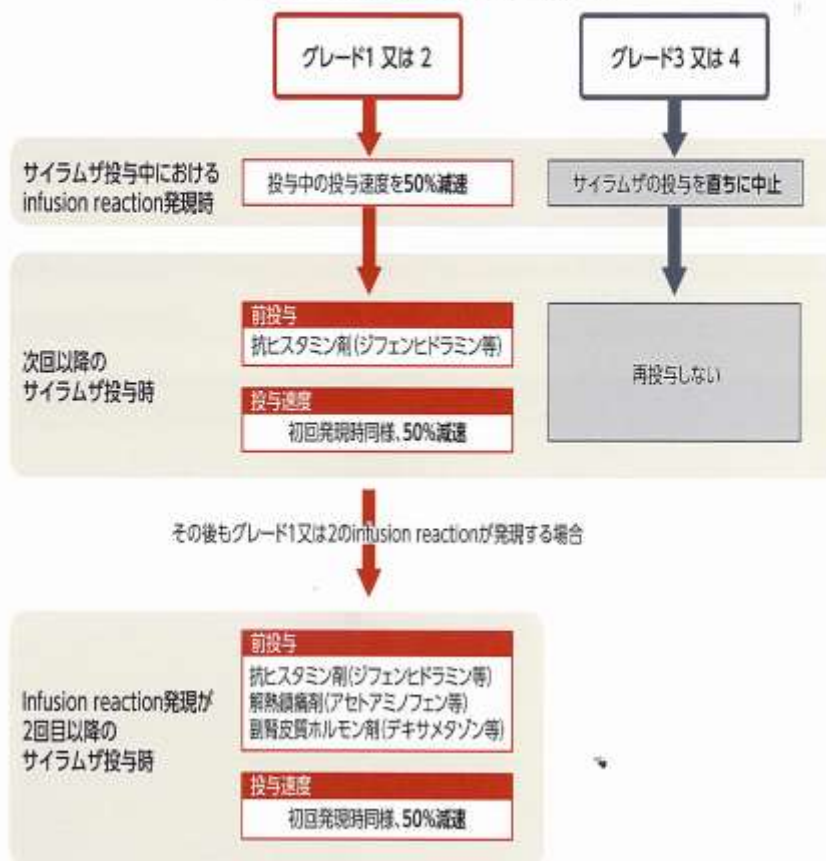 グレード1 又は 2
グレード3 又は 4
サイラムザ投与中における
infusion reaction発現時
投与中の投与速度を50%減速
サイラムザの投与を直ちに中止
次回以降の
サイラムザ投与時
前投与
抗ヒスタミン剤(ジフェンヒドラミン等)
投与速度
初回発現時同様、50%減速
再投与しない
その後もグレード1又は2のinfusion reactionが発現する場合
Infusion reaction発現が
2回目以降の
サイラムザ投与時
前投与
抗ヒスタミン剤(ジフェンヒドラミン等)
解熱鎮痛剤(アセトアミノフェン等)
副腎皮質ホルモン剤(デキサメタゾン等)
投与速度
初回発現時同様、50%減速